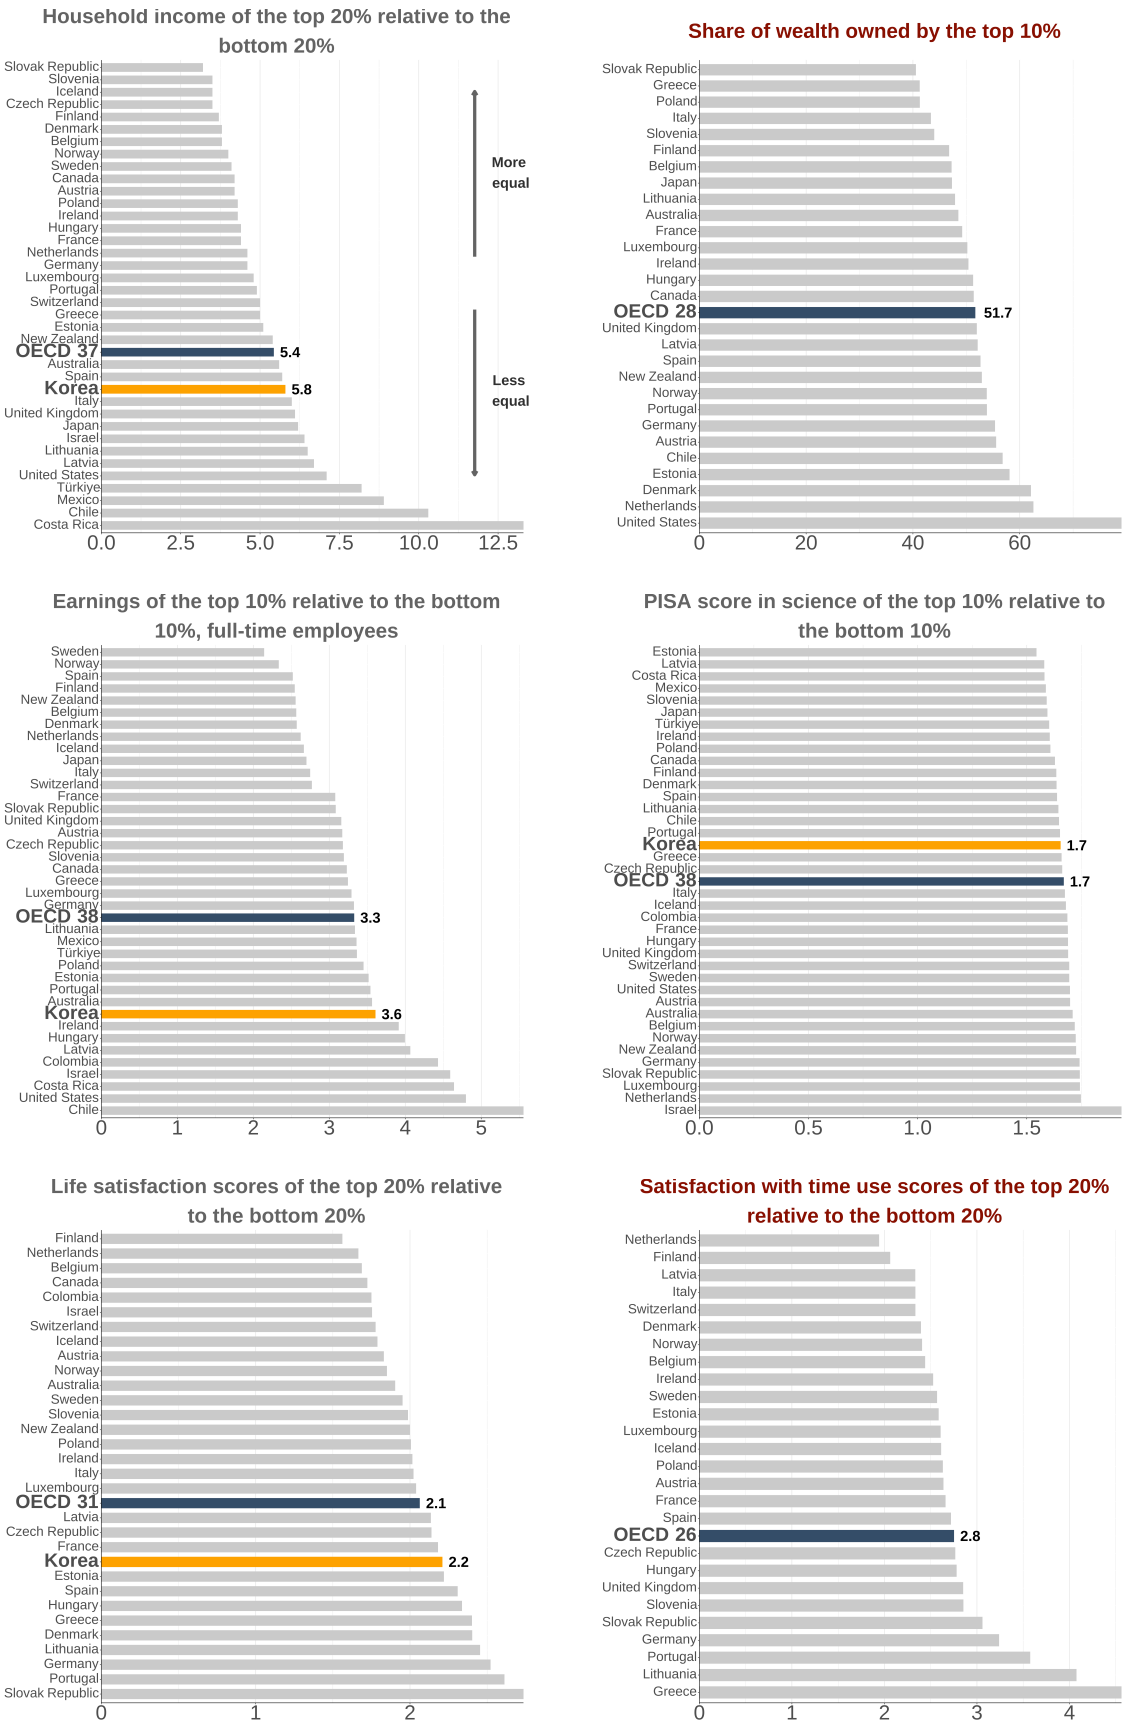 Household income of the top 20% relative to the
bottom 20%
Slovak Republic
Slovenia
Iceland
Czech Republic
Finland
Denmark
Belgium
Norway
Sweden
Canada
Austria
Poland
Ireland
Hungary
France
Netherlands
Germany
Luxembourg
Portugal
Switzerland
Greece
Estonia
New Zealand
OECD 37 5.4
Australia
Spain
Korea 5.8
Italy
United Kingdom
Japan
Israel
Lithuania
Latvia
United States
Türkiye
Mexico
Chile
Costa Rica
0.0 2.5 5.0 7.5 10.0 12.5
More
equal
Less
equal
Share of wealth owned by the top 10%
Slovak Republic
Greece
Poland
Italy
Slovenia
Finland
Belgium
Japan
Lithuania
Australia
France
Luxembourg
Ireland
Hungary
Canada
OECD 28 51.7
United Kingdom
Latvia
Spain
New Zealand
Norway
Portugal
Germany
Austria
Chile
Estonia
Denmark
Netherlands
United States
0 20 40 60
Earnings of the top 10% relative to the bottom
10%, full-time employees
Sweden
Norway
Spain
Finland
New Zealand
Belgium
Denmark
Netherlands
Iceland
Japan
Italy
Switzerland
France
Slovak Republic
United Kingdom
Austria
Czech Republic
Slovenia
Canada
Greece
Luxembourg
Germany
OECD 38 3.3
Lithuania
Mexico
Türkiye
Poland
Estonia
Portugal
Australia
Korea 3.6
Ireland
Hungary
Latvia
Colombia
Israel
Costa Rica
United States
Chile
0 1 2 3 4 5
PISA score in science of the top 10% relative to
the bottom 10%
Estonia
Latvia
Costa Rica
Mexico
Slovenia
Japan
Türkiye
Ireland
Poland
Canada
Finland
Denmark
Spain
Lithuania
Chile
Portugal
Korea 1.7
Greece
Czech Republic
OECD 38 1.7
Italy
Iceland
Colombia
France
Hungary
United Kingdom
Switzerland
Sweden
United States
Austria
Australia
Belgium
Norway
New Zealand
Germany
Slovak Republic
Luxembourg
Netherlands
Israel
0.0 0.5 1.0 1.5
Life satisfaction scores of the top 20% relative
to the bottom 20%
Finland
Netherlands
Belgium
Canada
Colombia
Israel
Switzerland
Iceland
Austria
Norway
Australia
Sweden
Slovenia
New Zealand
Poland
Ireland
Italy
Luxembourg
OECD 31 2.1
Latvia
Czech Republic
France
Korea 2.2
Estonia
Spain
Hungary
Greece
Denmark
Lithuania
Germany
Portugal
Slovak Republic
0 1 2
Satisfaction with time use scores of the top 20%
relative to the bottom 20%
Netherlands
Finland
Latvia
Italy
Switzerland
Denmark
Norway
Belgium
Ireland
Sweden
Estonia
Luxembourg
Iceland
Poland
Austria
France
Spain
OECD 26 2.8
Czech Republic
Hungary
United Kingdom
Slovenia
Slovak Republic
Germany
Portugal
Lithuania
Greece
0 1 2 3 4